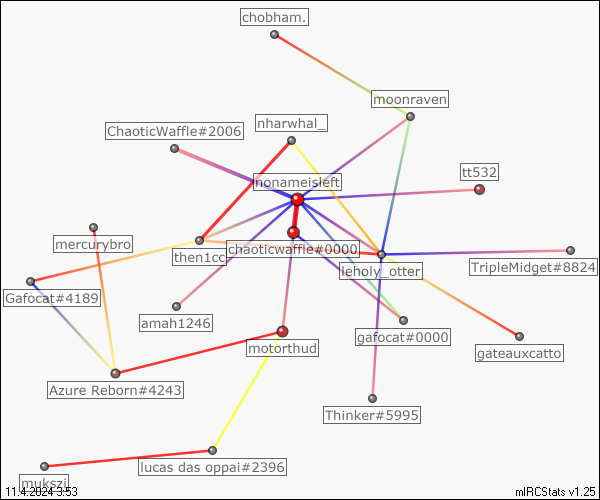 chobham.
moonraven
nharwhal_
ChaoticWaffle#2006
tt532
nonameisleft
mercurybro
then1cc
chaoticwaffle#0000
leholy_otter
TripleMidget#8824
Gafocat#4189
amah1246
gafocat#0000
motorthud
gateauxcatto
Azure Reborn#4243
Thinker#5995
lucas das oppai#2396
mukszi
11.4.2024 3:53
mIRCStats v1.25